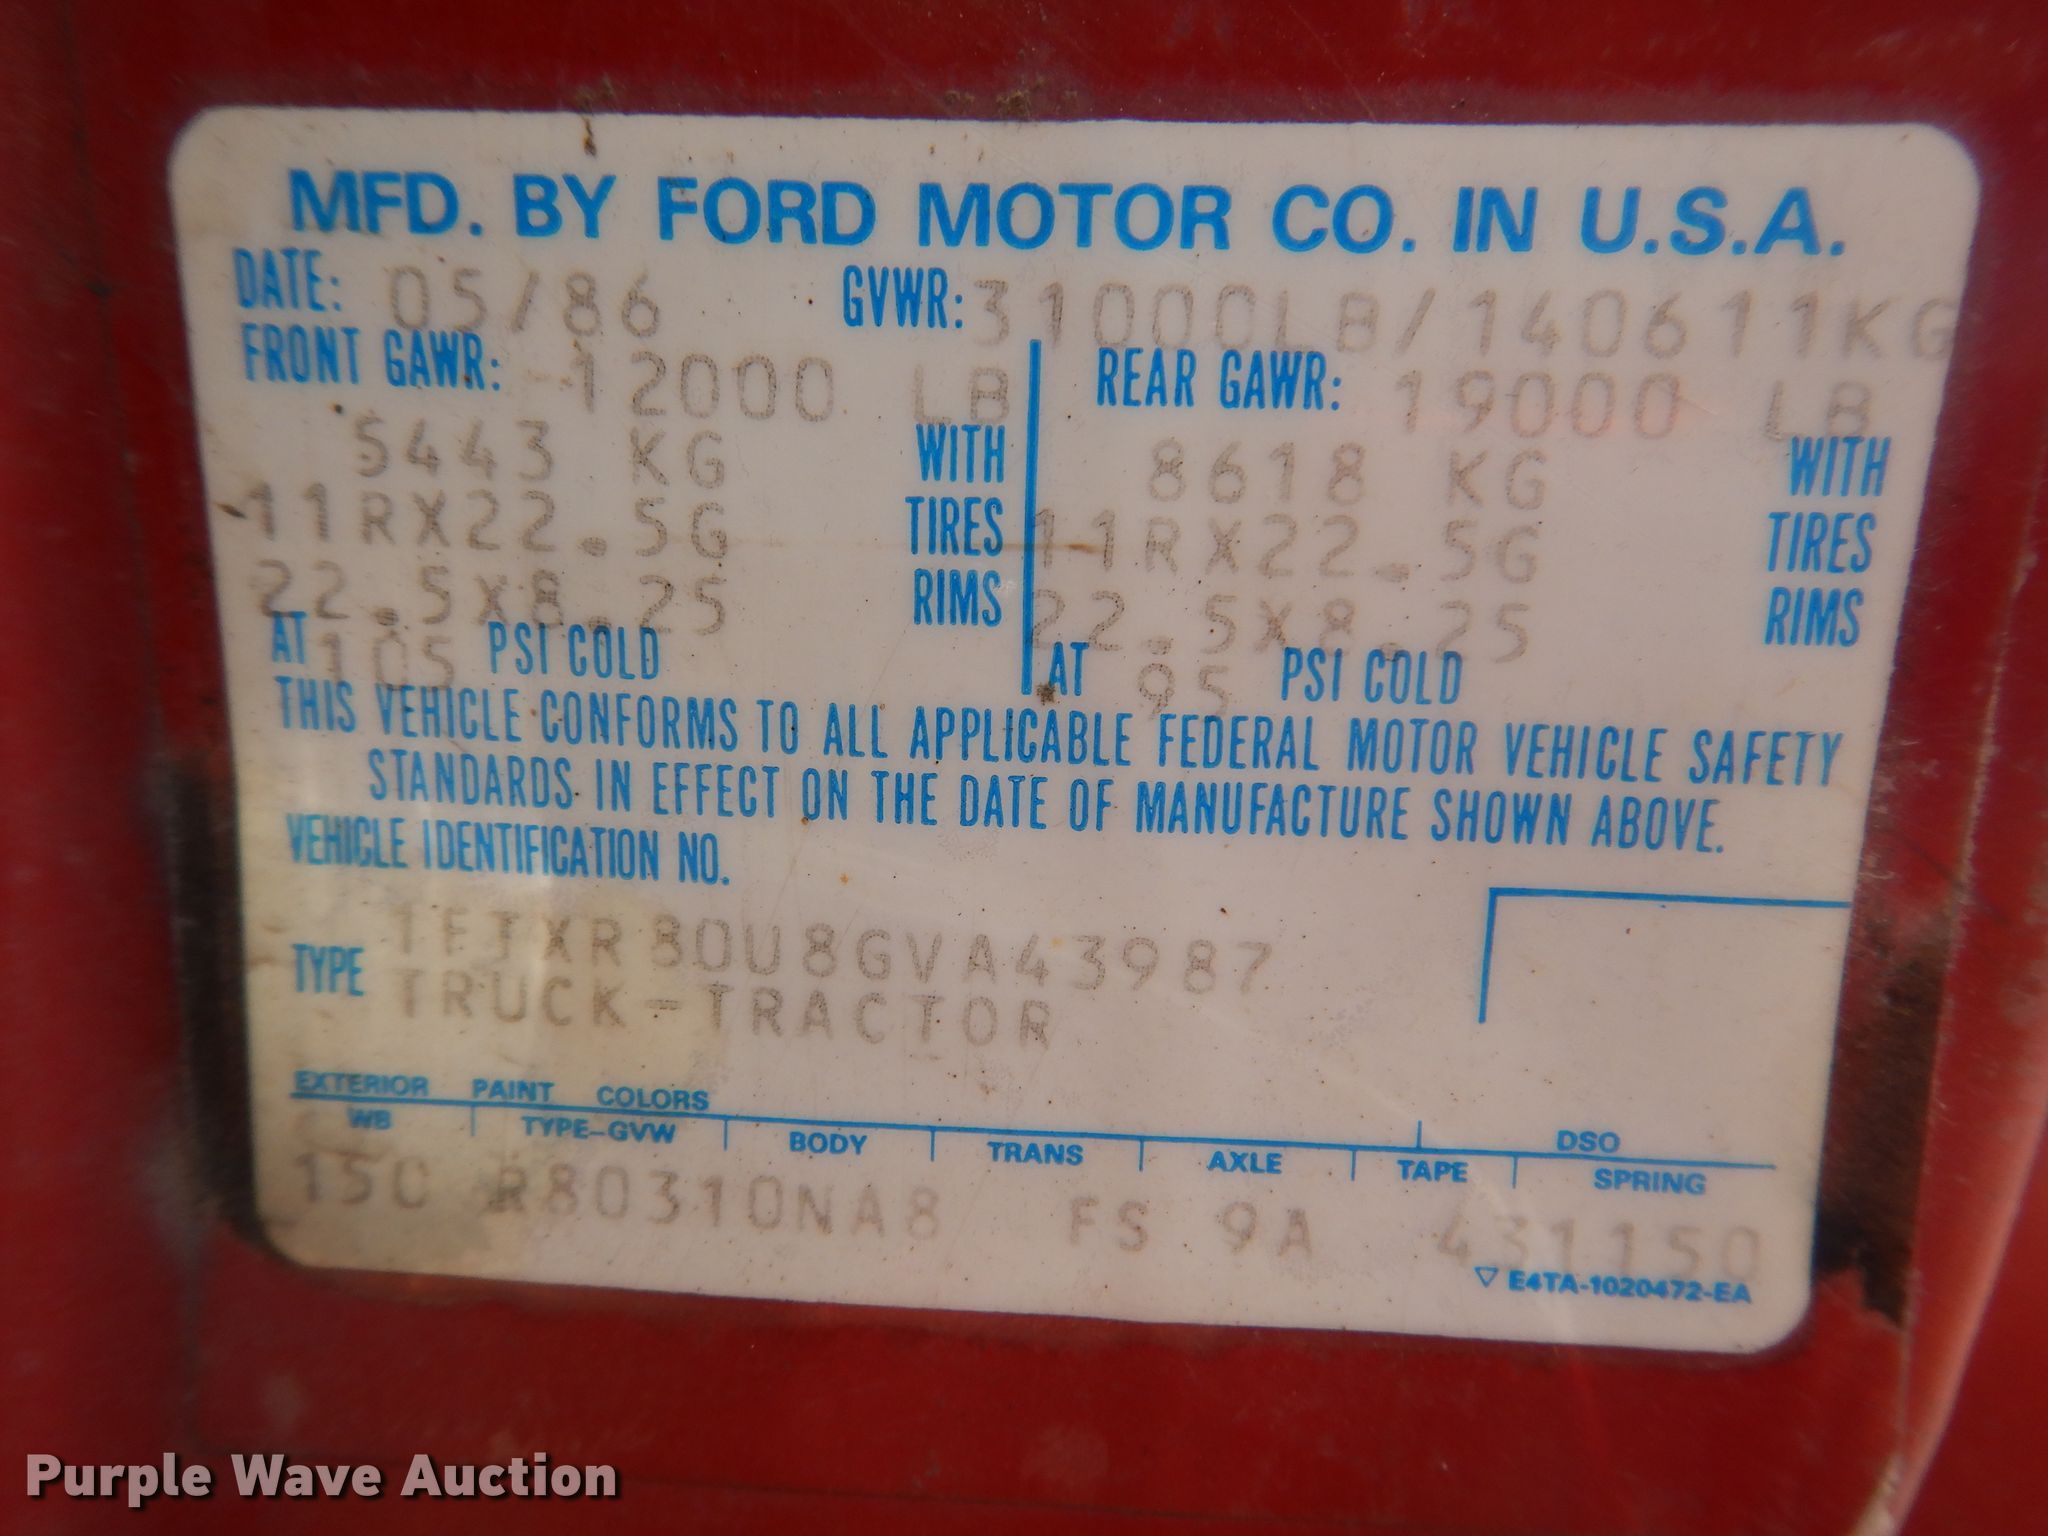 MFD. BY FORD MOTOR CO. IN U.S.A.
DATE: 05/86 GVWR: 31000LB/140611KG
FRONT GAWR: 12000 LB REAR GAWR: 19000 LB
5443 KG WITH 8618 KG WITH
11RX22.5G TIRES 11RX22.5G TIRES
22.5X8.25 RIMS 22.5X8.25 RIMS
AT 105 PSI COLD AT 95 PSI COLD
THIS VEHICLE CONFORMS TO ALL APPLICABLE FEDERAL MOTOR VEHICLE SAFETY
STANDARDS IN EFFECT ON THE DATE OF MANUFACTURE SHOWN ABOVE.
VEHICLE IDENTIFICATION NO.
1FTXR80U8GVA43987
TYPE TRUCK-TRACTOR
EXTERIOR PAINT COLORS DSO
WB TYPE-GVW BODY TRANS AXLE TAPE SPRING
150 R80310NA8 FS 9A 431150
▽ E4TA-1020472-EA
Purple Wave Auction